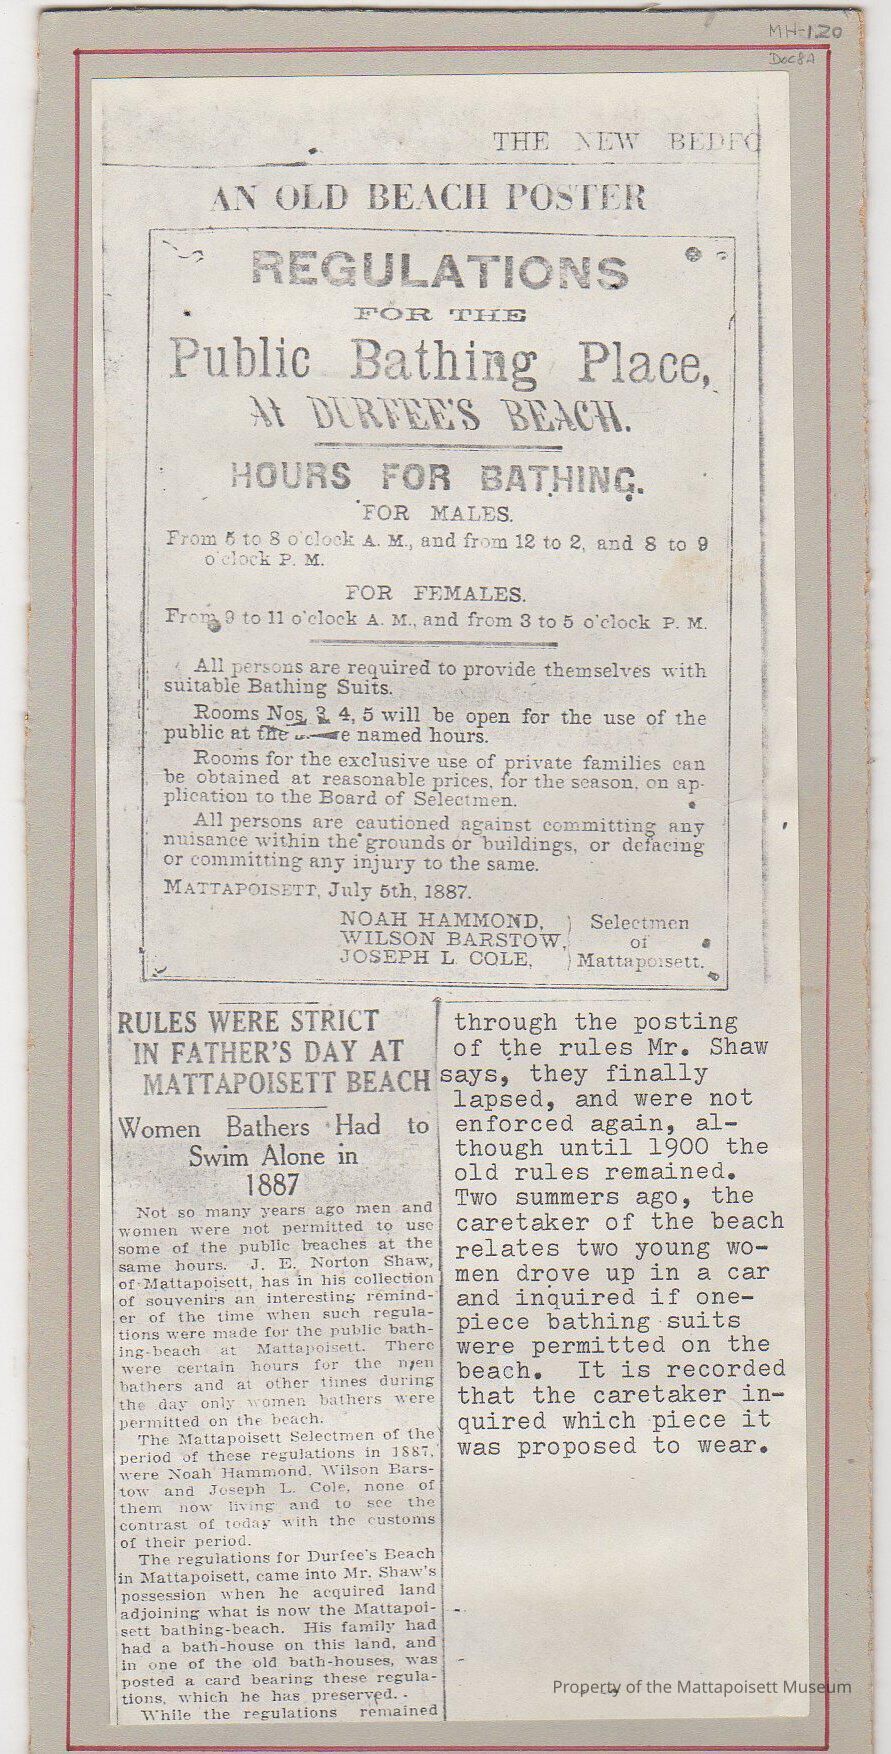 MH-1.20
Doc8A
THE NEW BEDFO
AN OLD BEACH POSTER
REGULATIONS
FOR THE
Public Bathing Place,
At DURFEE'S BEACH.
HOURS FOR BATHING.
FOR MALES.
From 5 to 8 o'clock A. M., and from 12 to 2, and 8 to 9
o'clock P. M.
FOR FEMALES.
From 9 to 11 o'clock A. M., and from 3 to 5 o'clock P. M.
All persons are required to provide themselves with
suitable Bathing Suits.
Rooms Nos. 3, 4, 5 will be open for the use of the
public at the named hours.
Rooms for the exclusive use of private families can
be obtained at reasonable prices, for the season, on ap-
plication to the Board of Selectmen.
All persons are cautioned against committing any
nuisance within the grounds or buildings, or defacing
or committing any injury to the same.
MATTAPOISETT, July 5th, 1887.
NOAH HAMMOND, } Selectmen
WILSON BARSTOW, } of
JOSEPH L. COLE, } Mattapoisett.
RULES WERE STRICT
IN FATHER'S DAY AT
MATTAPOISETT BEACH
Women Bathers Had to
Swim Alone in
1887
Not so many years ago men and
women were not permitted to use
some of the public beaches at the
same hours. J. E. Norton Shaw,
of Mattapoisett, has in his collection
of souvenirs an interesting remind-
er of the time when such regula-
tions were made for the public bath-
ing-beach at Mattapoisett. There
were certain hours for the men
bathers and at other times during
the day only women bathers were
permitted on the beach.
The Mattapoisett Selectmen of the
period of these regulations in 1887,
were Noah Hammond, Wilson Bars-
tow and Joseph L. Cole, none of
them now living and to see the
contrast of today with the customs
of their period.
The regulations for Durfee's Beach
in Mattapoisett, came into Mr. Shaw's
possession when he acquired land
adjoining what is now the Mattapoi-
sett bathing-beach. His family had
had a bath-house on this land, and
in one of the old bath-houses, was
posted a card bearing these regula-
tions, which he has preserved.
While the regulations remained
through the posting
of the rules Mr. Shaw
says, they finally
lapsed, and were not
enforced again, al-
though until 1900 the
old rules remained.
Two summers ago, the
caretaker of the beach
relates two young wo-
men drove up in a car
and inquired if one-
piece bathing suits
were permitted on the
beach. It is recorded
that the caretaker in-
quired which piece it
was proposed to wear.
Property of the Mattapoisett Museum